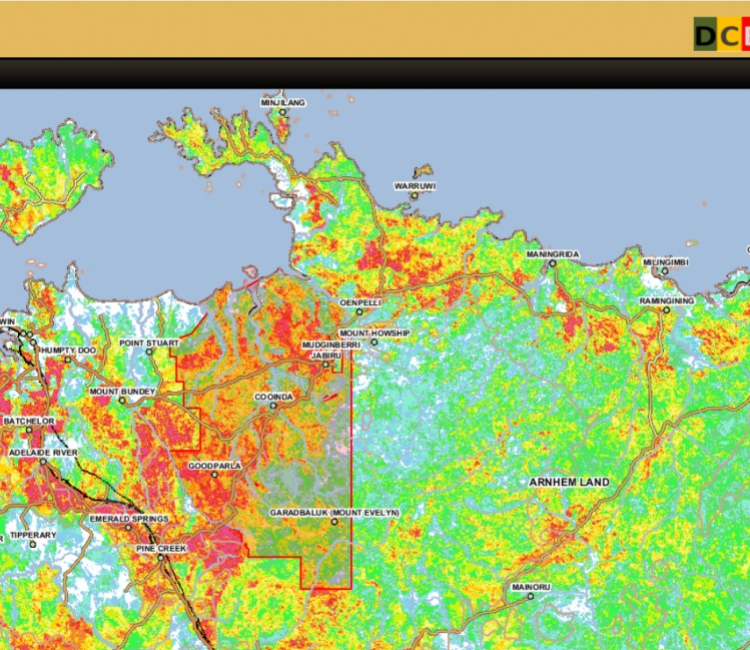 DC
MINJILANG
WARRUWI
MANINGRIDA
MILINGIMBI
OENPELLI
RAMINGINING
WIN
MOUNT HOWSHIP
HUMPTY DOO
POINT STUART
MUDGINBERRI
JABIRU
MOUNT BUNDEY
COOINDA
BATCHELOR
ADELAIDE RIVER
GOODPARLA
ARNHEM LAND
GARADBALUK (MOUNT EVELYN)
EMERALD SPRINGS
R TIPPERARY
PINE CREEK
MAINORU